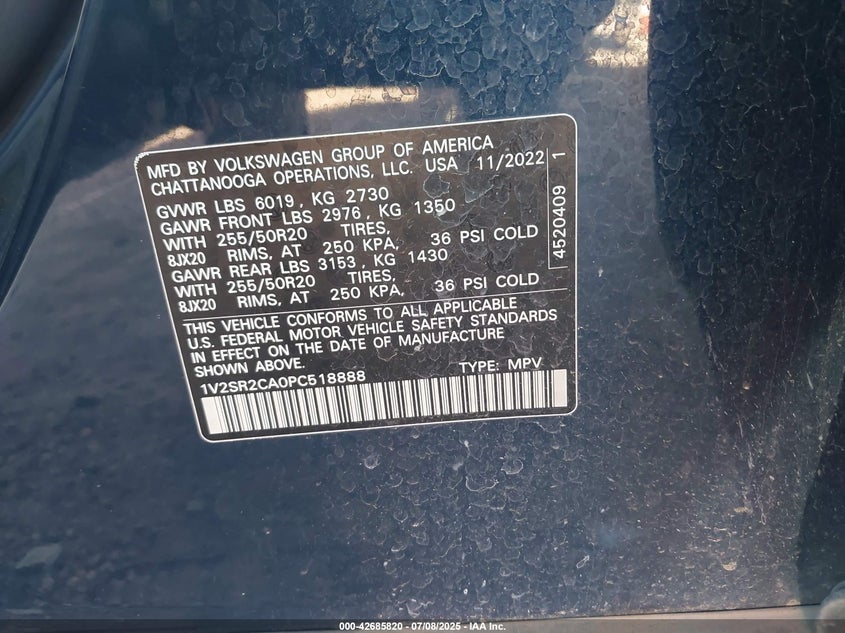 MFD BY VOLKSWAGEN GROUP OF AMERICA
CHATTANOOGA OPERATIONS, LLC. USA 11/2022
GVWR LBS 6019, KG 2730
GAWR FRONT LBS 2976, KG 1350
WITH 255/50R20 TIRES,
8JX20 RIMS, AT 250 KPA, 36 PSI COLD
GAWR REAR LBS 3153, KG 1430
WITH 255/50R20 TIRES,
8JX20 RIMS, AT 250 KPA, 36 PSI COLD
THIS VEHICLE CONFORMS TO ALL APPLICABLE
U.S. FEDERAL MOTOR VEHICLE SAFETY STANDARDS
IN EFFECT ON THE DATE OF MANUFACTURE
SHOWN ABOVE.
1V2SR2CA0PC518888 TYPE: MPV
4520409 1
000-42685820 - 07/08/2025 - IAA Inc.